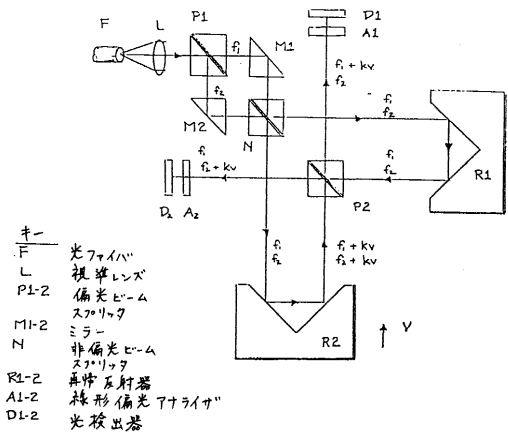 F
L
P1
M1
D1
A1
f₁
f₂
M2
N
f₁ + kv
f₂
f₁
f₂
f₁
f₂
R1
f₁
f₂ + kv
D₂ A₂
P2
f₁
f₂
f₁ + kv
f₂ + kv
R2
V
キー
F 光ファイバ
L 視準レンズ
P1-2 偏光ビーム
スプリッタ
M1-2 ミラー
N 非偏光ビーム
スプリッタ
R1-2 再帰反射器
A1-2 線形偏光アナライザ
D1-2 光検出器